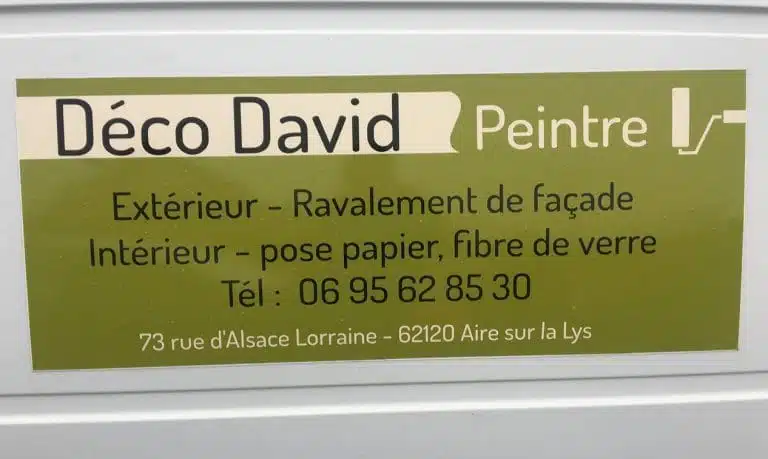 Déco David Peintre
Extérieur - Ravalement de façade
Intérieur - pose papier, fibre de verre
Tél : 06 95 62 85 30
73 rue d'Alsace Lorraine - 62120 Aire sur la Lys